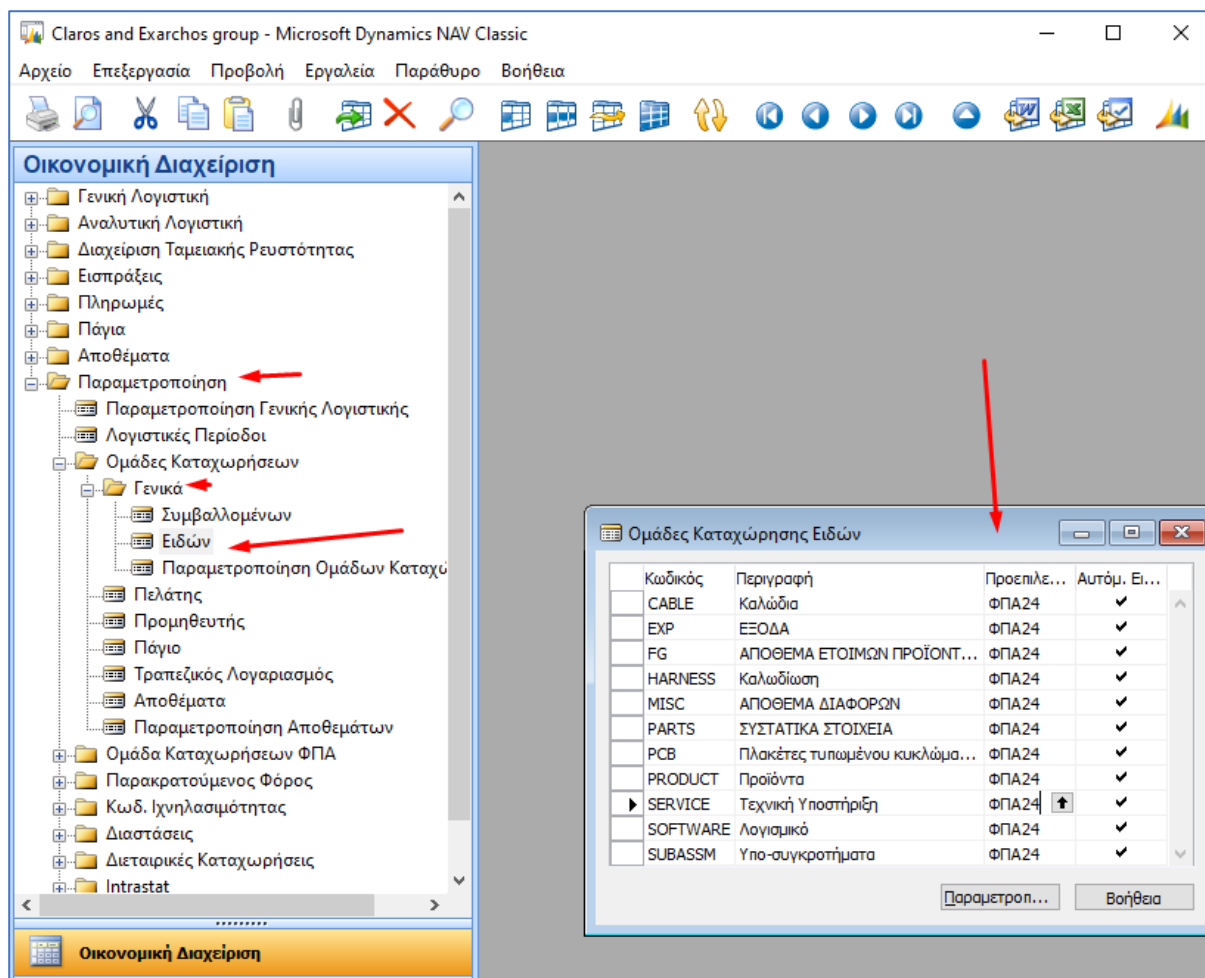 Claros and Exarchos group - Microsoft Dynamics NAV Classic
Αρχείο Επεξεργασία Προβολή Εργαλεία Παράθυρο Βοήθεια
Οικονομική Διαχείριση
Γενική Λογιστική
Αναλυτική Λογιστική
Διαχείριση Ταμειακής Ρευστότητας
Εισπράξεις
Πληρωμές
Πάγια
Αποθέματα
Παραμετροποίηση
Παραμετροποίηση Γενικής Λογιστικής
Λογιστικές Περίοδοι
Ομάδες Καταχωρήσεων
Γενικά
Συμβαλλομένων
Ειδών
Παραμετροποίηση Ομάδων Καταχώ
Πελάτης
Προμηθευτής
Πάγιο
Τραπεζικός Λογαριασμός
Αποθέματα
Παραμετροποίηση Αποθεμάτων
Ομάδα Καταχωρήσεων ΦΠΑ
Παρακρατούμενος Φόρος
Κωδ. Ιχνηλασιμότητας
Διαστάσεις
Διεταιρικές Καταχωρήσεις
Intrastat
Οικονομική Διαχείριση
Ομάδες Καταχώρησης Ειδών
Κωδικός Περιγραφή Προεπιλε... Αυτόμ. Ει...
CABLE Καλώδια ΦΠΑ24
EXP ΕΞΟΔΑ ΦΠΑ24
FG ΑΠΟΘΕΜΑ ΕΤΟΙΜΩΝ ΠΡΟΪΟΝΤ... ΦΠΑ24
HARNESS Καλωδίωση ΦΠΑ24
MISC ΑΠΟΘΕΜΑ ΔΙΑΦΟΡΩΝ ΦΠΑ24
PARTS ΣΥΣΤΑΤΙΚΑ ΣΤΟΙΧΕΙΑ ΦΠΑ24
PCB Πλακέτες τυπωμένου κυκλώμα... ΦΠΑ24
PRODUCT Προϊόντα ΦΠΑ24
SERVICE Τεχνική Υποστήριξη ΦΠΑ24
SOFTWARE Λογισμικό ΦΠΑ24
SUBASSM Υπο-συγκροτήματα ΦΠΑ24
Παραμετροπ... Βοήθεια